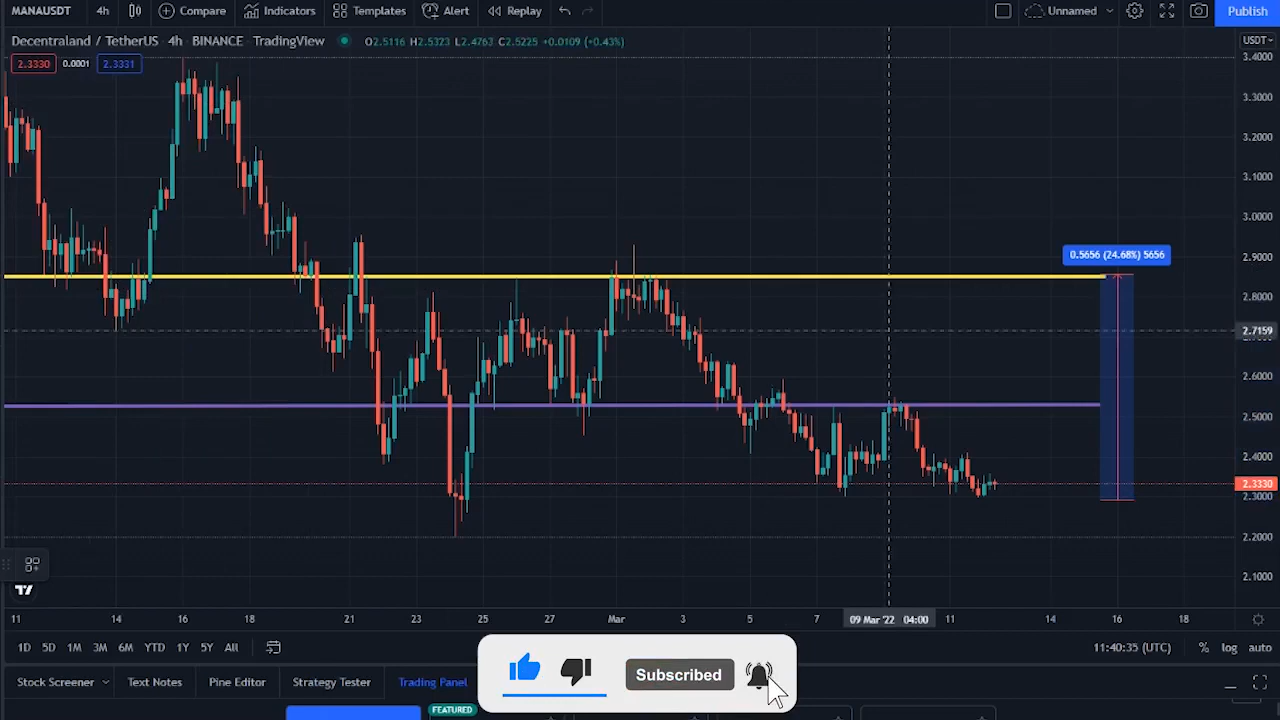 MANAUSDT 4h Compare Indicators Templates Alert Replay Unnamed Publish
Decentraland / TetherUS · 4h · BINANCE · TradingView O2.5116 H2.5323 L2.4763 C2.5225 +0.0109 (+0.43%) USDT
2.3330 0.0001 2.3331
3.4000
3.3000
3.2000
3.1000
3.0000
2.9000
0.5656 (24.68%) 5656
2.8000
2.7159
2.6000
2.5000
2.4000
2.3330
2.3000
2.2000
2.1000
11 14 16 18 21 23 25 27 Mar 3 5 7 09 Mar '22 04:00 11 14 16 18
1D 5D 1M 3M 6M YTD 1Y 5Y All 11:40:35 (UTC) % log auto
Stock Screener Text Notes Pine Editor Strategy Tester Trading Panel Subscribed
FEATURED